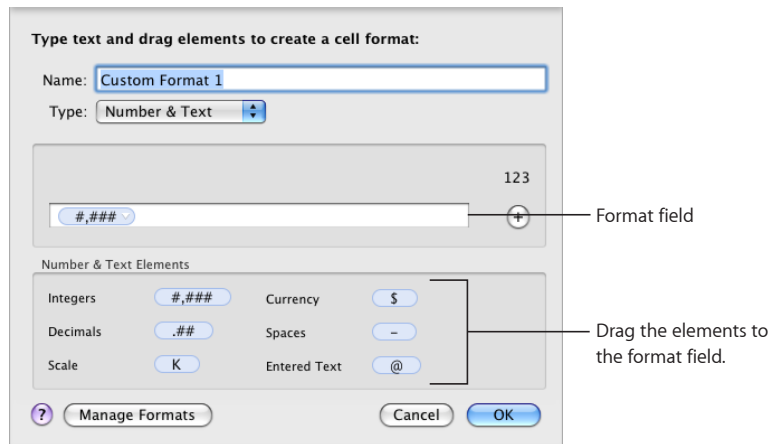 Type text and drag elements to create a cell format:
Name: Custom Format 1
Type: Number & Text
123
#,###
+
Format field
Number & Text Elements
Integers #,### Currency $
Decimals .## Spaces –
Scale K Entered Text @
Drag the elements to
the format field.
? Manage Formats Cancel OK